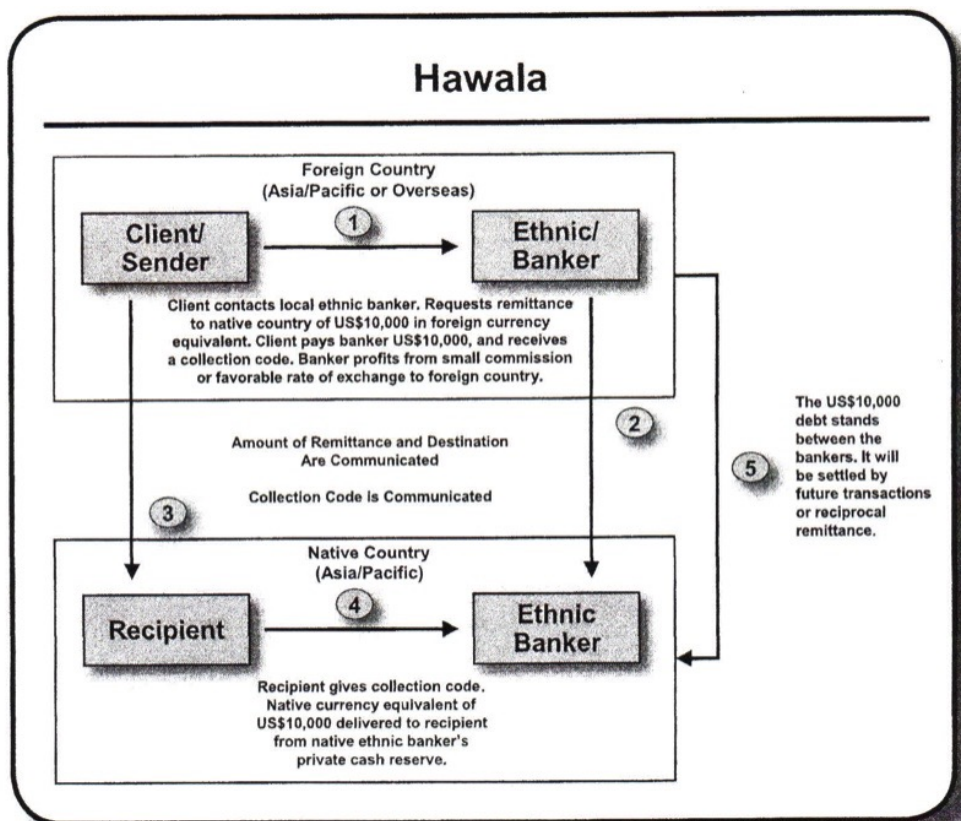 Hawala
Foreign Country
(Asia/Pacific or Overseas)
1
Client/
Sender
Ethnic/
Banker
Client contacts local ethnic banker. Requests remittance
to native country of US$10,000 in foreign currency
equivalent. Client pays banker US$10,000, and receives
a collection code. Banker profits from small commission
or favorable rate of exchange to foreign country.
2
Amount of Remittance and Destination
Are Communicated
Collection Code Is Communicated
3
The US$10,000
debt stands
between the
bankers. It will
be settled by
future transactions
or reciprocal
remittance.
5
Native Country
(Asia/Pacific)
4
Recipient
Ethnic
Banker
Recipient gives collection code.
Native currency equivalent of
US$10,000 delivered to recipient
from native ethnic banker's
private cash reserve.